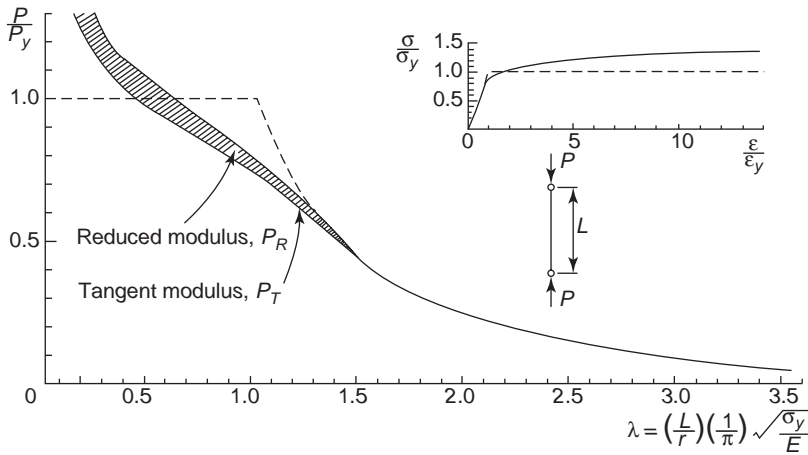 P/P_y
1.0
0.5
0
0.5
1.0
1.5
2.0
2.5
3.0
3.5
λ = (L/r)(1/π)√(σ_y/E)
Reduced modulus, P_R
Tangent modulus, P_T
σ/σ_y
1.5
1.0
0.5
0
5
10
ε/ε_y
P
L
P